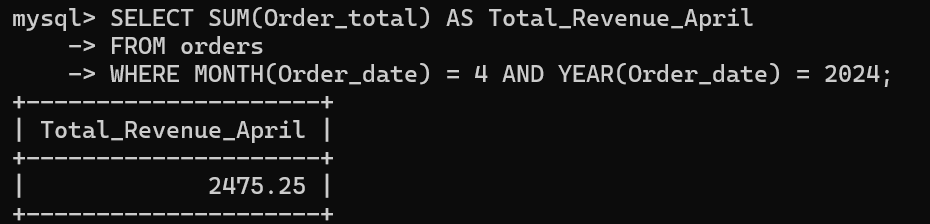 mysql> SELECT SUM(Order_total) AS Total_Revenue_April
    -> FROM orders
    -> WHERE MONTH(Order_date) = 4 AND YEAR(Order_date) = 2024;
+---------------------+
| Total_Revenue_April |
+---------------------+
|             2475.25 |
+---------------------+